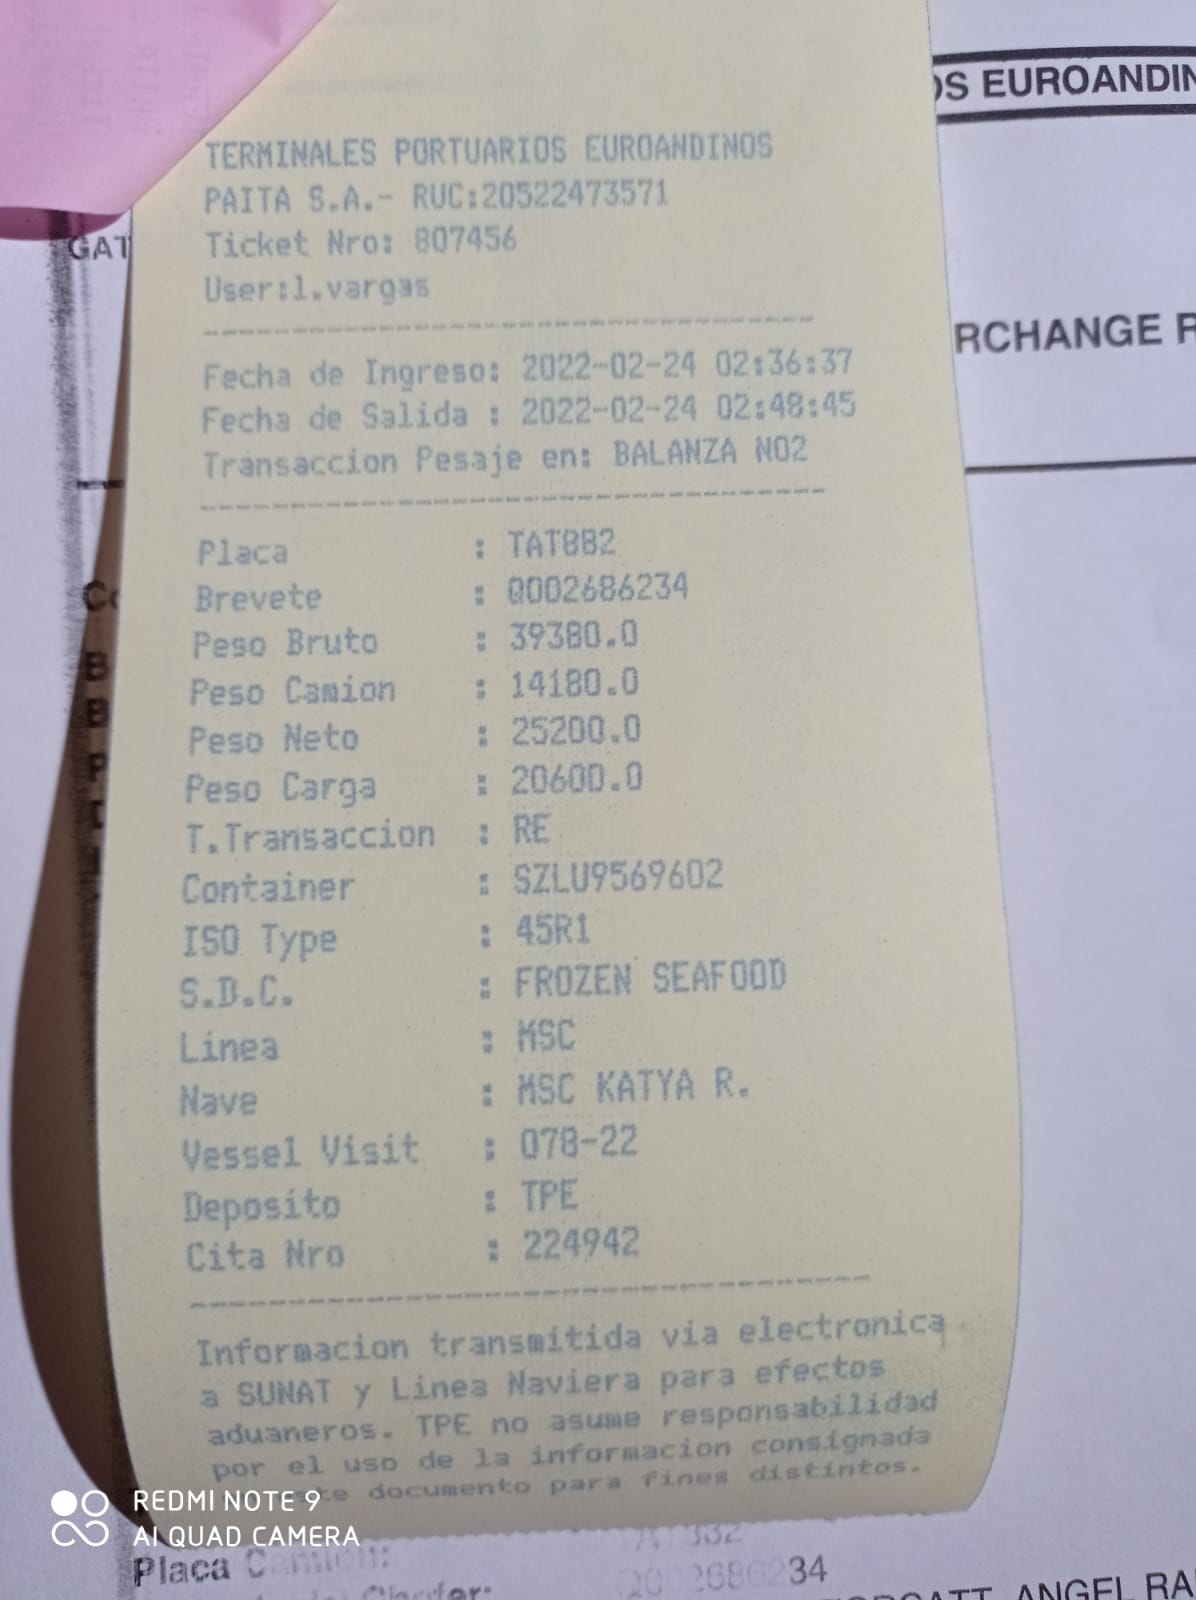 TERMINALES PORTUARIOS EUROANDINOS
PAITA S.A.- RUC:20522473571
Ticket Nro: 807456
User:l.vargas
Fecha de Ingreso: 2022-02-24 02:36:37
Fecha de Salida : 2022-02-24 02:48:45
Transaccion Pesaje en: BALANZA NO2
Placa : TAT882
Brevete : Q002686234
Peso Bruto : 39380.0
Peso Camion : 14180.0
Peso Neto : 25200.0
Peso Carga : 20600.0
T.Transaccion : RE
Container : SZLU9569602
ISO Type : 45R1
S.D.C. : FROZEN SEAFOOD
Linea : MSC
Nave : MSC KATYA R.
Vessel Visit : 078-22
Deposito : TPE
Cita Nro : 224942
Informacion transmitida via electronica
a SUNAT y Linea Naviera para efectos
aduaneros. TPE no asume responsabilidad
por el uso de la informacion consignada
documento para fines distintos.
OS EUROANDIN
GAT
RCHANGE R
REDMI NOTE 9
AI QUAD CAMERA
Placa
ANGEL RA